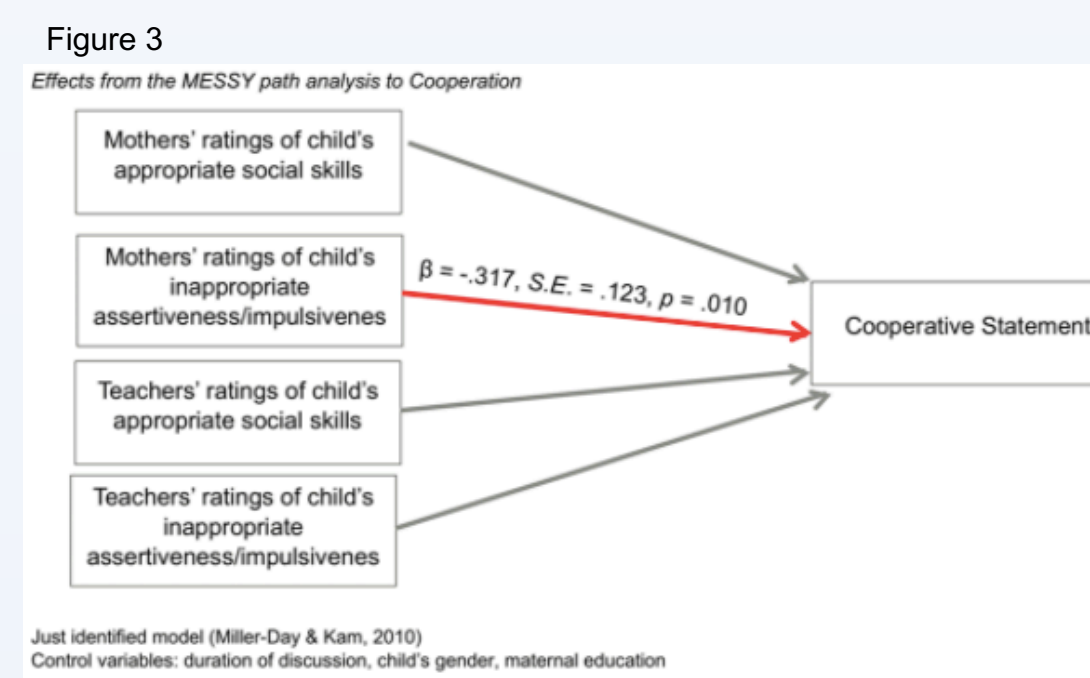 Figure 3
Effects from the MESSY path analysis to Cooperation
Mothers' ratings of child's
appropriate social skills
Mothers' ratings of child's
inappropriate
assertiveness/impulsivenes
β = -.317, S.E. = .123, p = .010
Cooperative Statement
Teachers' ratings of child's
appropriate social skills
Teachers' ratings of child's
inappropriate
assertiveness/impulsivenes
Just identified model (Miller-Day & Kam, 2010)
Control variables: duration of discussion, child's gender, maternal education